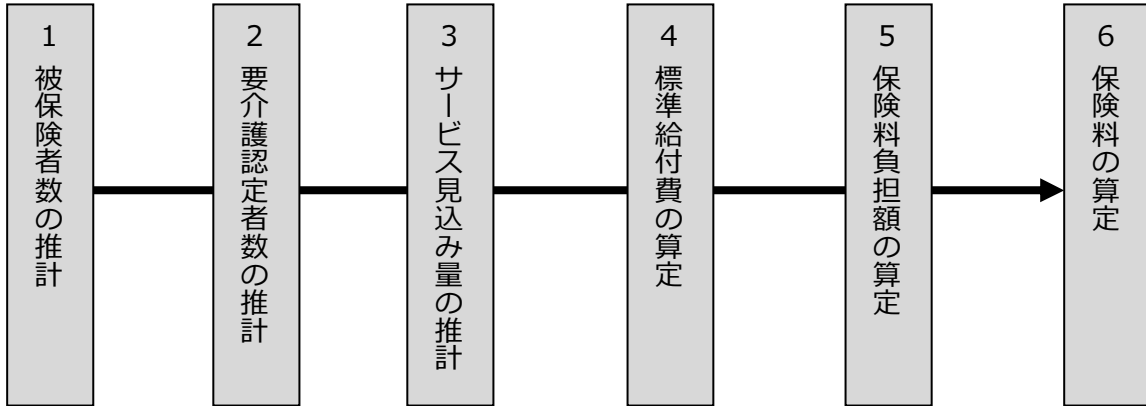 1 被保険者数の推計
2 要介護認定者数の推計
3 サービス見込み量の推計
4 標準給付費の算定
5 保険料負担額の算定
6 保険料の算定